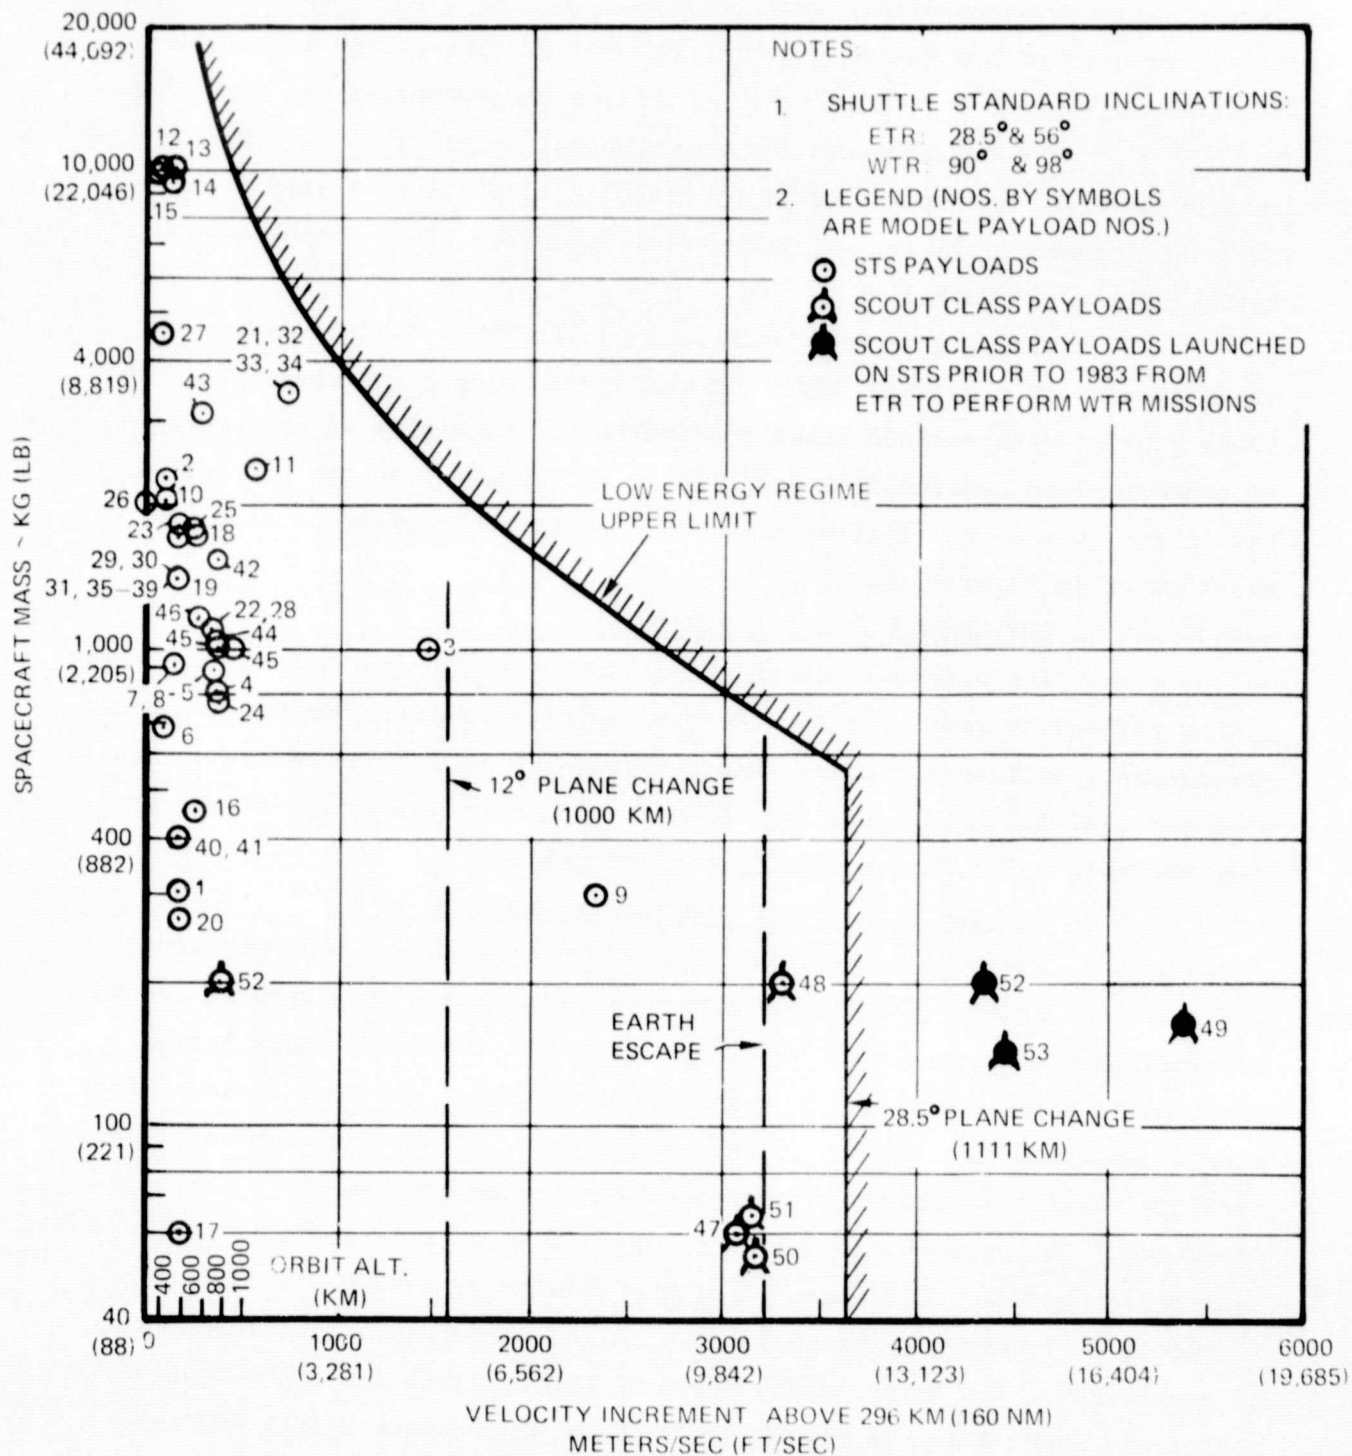 20,000
(44,092)
10,000
(22,046)
4,000
(8,819)
1,000
(2,205)
400
(882)
100
(221)
40
(88)
SPACECRAFT MASS ~ KG (LB)
NOTES
1. SHUTTLE STANDARD INCLINATIONS:
ETR: 28.5° & 56°
WTR: 90° & 98°
2. LEGEND (NOS. BY SYMBOLS
ARE MODEL PAYLOAD NOS.)
STS PAYLOADS
SCOUT CLASS PAYLOADS
SCOUT CLASS PAYLOADS LAUNCHED
ON STS PRIOR TO 1983 FROM
ETR TO PERFORM WTR MISSIONS
12
13
14
15
27
21, 32
33, 34
43
2
11
26
10
25
23
18
29, 30
42
31, 35-39
19
46
22, 28
45
44
45
3
7, 8
5
4
24
6
16
40, 41
1
9
20
52
48
52
49
53
51
47
50
17
LOW ENERGY REGIME
UPPER LIMIT
12° PLANE CHANGE
(1000 KM)
EARTH
ESCAPE
28.5° PLANE CHANGE
(1111 KM)
400
600
800
1000
ORBIT ALT.
(KM)
0 1000 2000 3000 4000 5000 6000
(3,281) (6,562) (9,842) (13,123) (16,404) (19,685)
VELOCITY INCREMENT ABOVE 296 KM (160 NM)
METERS/SEC (FT/SEC)